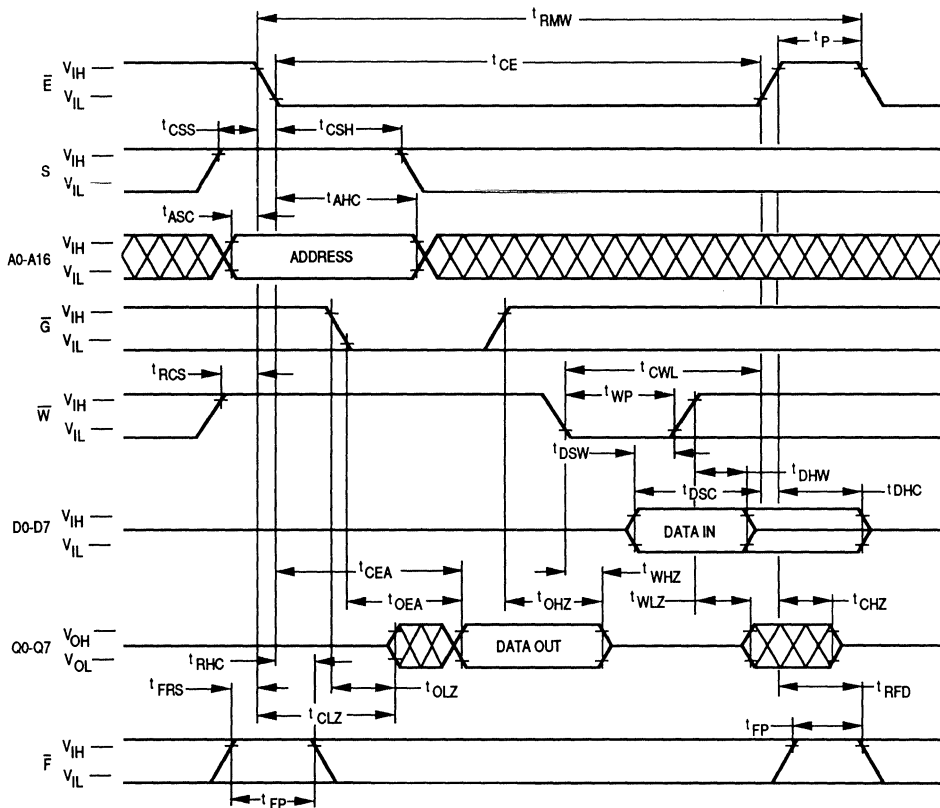 tRMW
tP
tCE
E VIH
VIL
tCSS tCSH
S VIH
VIL
tAHC
tASC
A0-A16 VIH
VIL
ADDRESS
G VIH
VIL
tRCS
tCWL
tWP
W VIH
VIL
tDSW
tDHW
tDSC
tDHC
D0-D7 VIH
VIL
DATA IN
tCEA
tWHZ
tOEA
tOHZ
tWLZ
tCHZ
Q0-Q7 VOH
VOL
DATA OUT
tRHC
tOLZ
tRFD
tFRS
tCLZ
tFP
F VIH
VIL
tFP